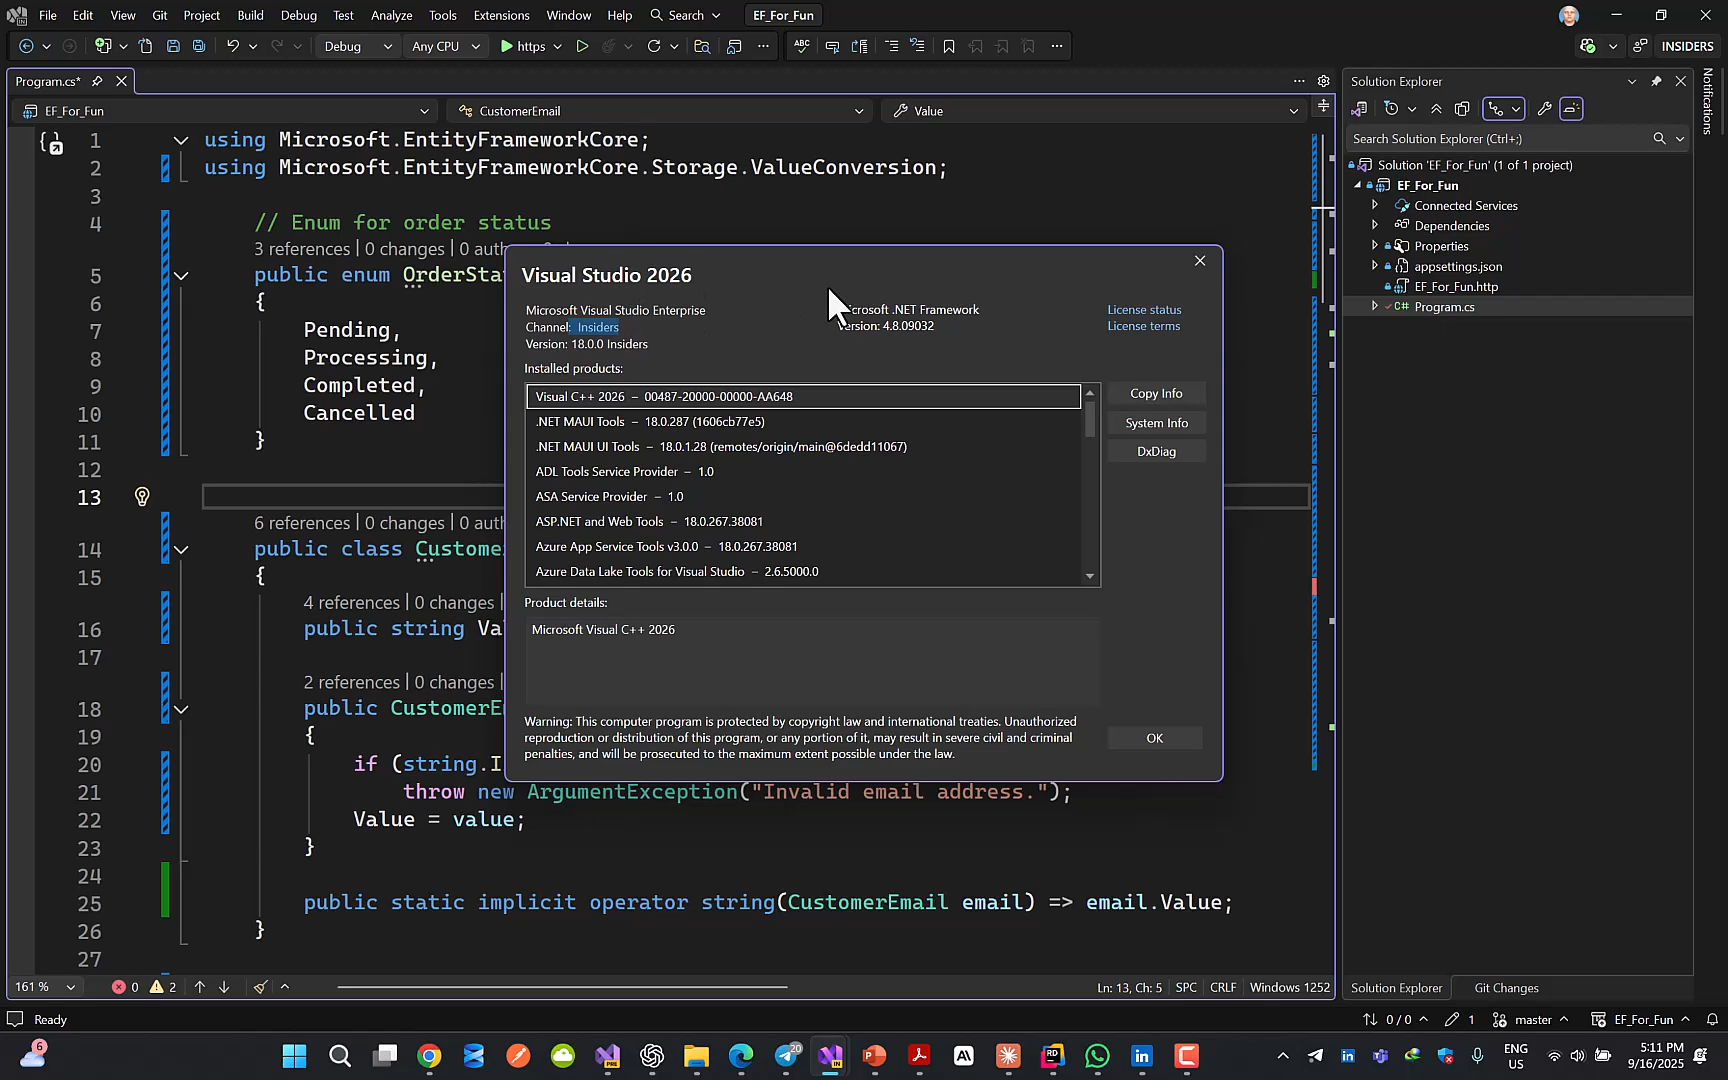 File Edit View Git Project Build Debug Test Analyze Tools Extensions Window Help Search EF_For_Fun
Debug Any CPU https INSIDERS
Program.cs*
EF_For_Fun CustomerEmail Value
1 using Microsoft.EntityFrameworkCore;
2 using Microsoft.EntityFrameworkCore.Storage.ValueConversion;
3
4 // Enum for order status
3 references | 0 changes | 0 auth
5 public enum OrderSta
6 {
7 Pending,
8 Processing,
9 Completed,
10 Cancelled
11 }
12
13
6 references | 0 changes | 0 auth
14 public class Custome
15 {
4 references | 0 changes |
16 public string Va
17
2 references | 0 changes |
18 public CustomerE
19 {
20 if (string.I
21 throw new ArgumentException("Invalid email address.");
22 Value = value;
23 }
24
25 public static implicit operator string(CustomerEmail email) => email.Value;
26 }
27
Visual Studio 2026
Microsoft Visual Studio Enterprise
Channel: Insiders
Version: 18.0.0 Insiders
crosoft .NET Framework
ersion: 4.8.09032
License status
License terms
Installed products:
Visual C++ 2026 – 00487-20000-00000-AA648
.NET MAUI Tools – 18.0.287 (1606cb77e5)
.NET MAUI UI Tools – 18.0.1.28 (remotes/origin/main@6dedd11067)
ADL Tools Service Provider – 1.0
ASA Service Provider – 1.0
ASP.NET and Web Tools – 18.0.267.38081
Azure App Service Tools v3.0.0 – 18.0.267.38081
Azure Data Lake Tools for Visual Studio – 2.6.5000.0
Copy Info
System Info
DxDiag
Product details:
Microsoft Visual C++ 2026
Warning: This computer program is protected by copyright law and international treaties. Unauthorized
reproduction or distribution of this program, or any portion of it, may result in severe civil and criminal
penalties, and will be prosecuted to the maximum extent possible under the law.
OK
Solution Explorer
Search Solution Explorer (Ctrl+;)
Solution 'EF_For_Fun' (1 of 1 project)
EF_For_Fun
Connected Services
Dependencies
Properties
appsettings.json
EF_For_Fun.http
C# Program.cs
Notifications
161 % 0 2 Ln: 13, Ch: 5 SPC CRLF Windows 1252
Solution Explorer Git Changes
Ready 0 / 0 1 master EF_For_Fun
6 20 ENG US 5:11 PM 9/16/2025